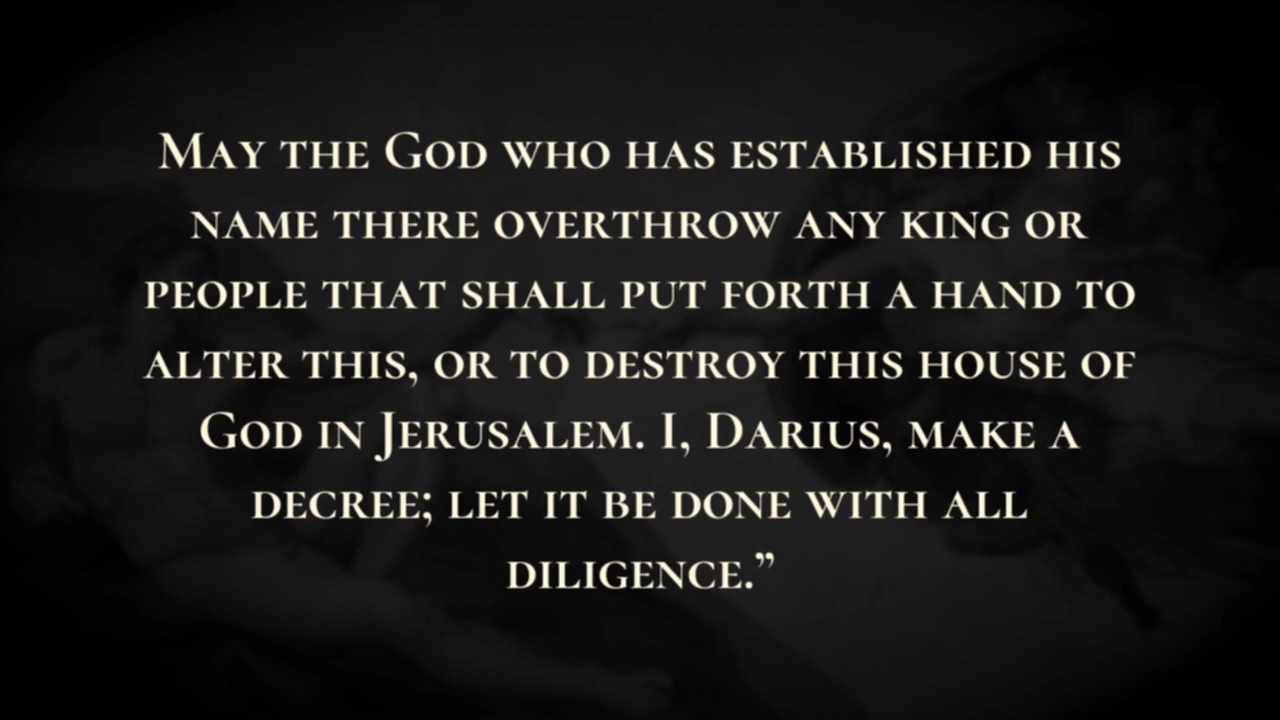 May the God who has established his
name there overthrow any king or
people that shall put forth a hand to
alter this, or to destroy this house of
God in Jerusalem. I, Darius, make a
decree; let it be done with all
diligence.”